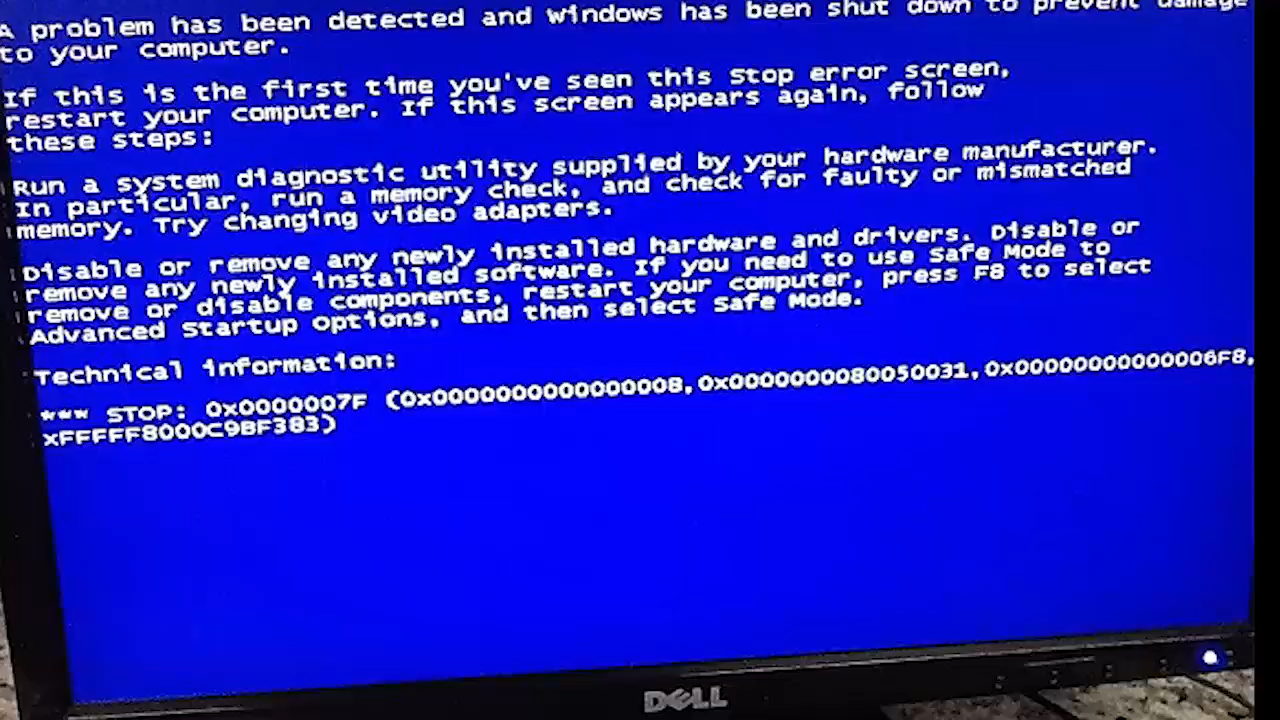 A problem has been detected and windows has been shut down to prevent damage
to your computer.
If this is the first time you've seen this Stop error screen,
restart your computer. If this screen appears again, follow
these steps:
Run a system diagnostic utility supplied by your hardware manufacturer.
In particular, run a memory check, and check for faulty or mismatched
memory. Try changing video adapters.
Disable or remove any newly installed hardware and drivers. Disable or
remove any newly installed software. If you need to use Safe Mode to
remove or disable components, restart your computer, press F8 to select
Advanced Startup Options, and then select Safe Mode.
Technical information:
*** STOP: 0x0000007F (0x0000000000000008,0x0000000080050031,0x00000000000006F8,
xFFFFF8000C9BF383)
DELL